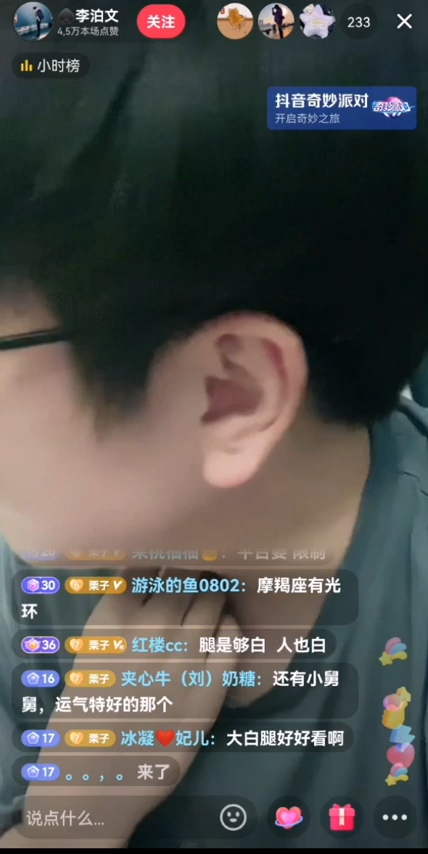 李泊文
4.5万本场点赞
关注
233
小时榜
抖音奇妙派对
开启奇妙之旅
栗子
30 栗子 游泳的鱼0802：摩羯座有光
环
36 栗子 红楼cc：腿是够白 人也白
16 栗子 夹心牛（刘）奶糖：还有小舅
舅，运气特好的那个
17 栗子 冰凝❤️妃儿：大白腿好好看啊
17 。。，。 来了
说点什么...